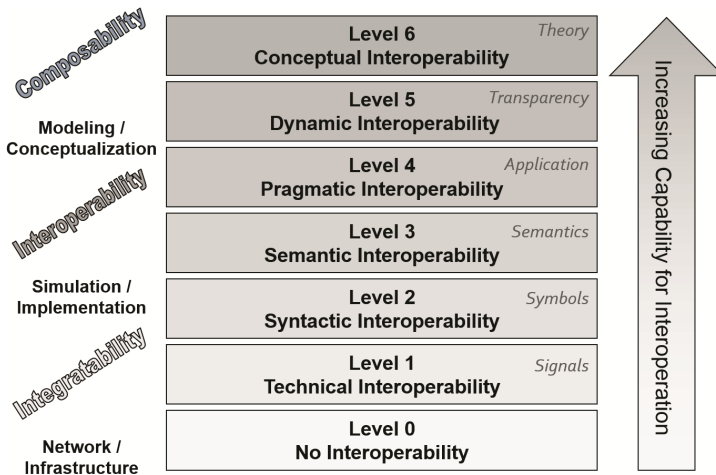 Composability
Modeling /
Conceptualization
Interoperability
Simulation /
Implementation
Integratability
Network /
Infrastructure
Level 6
Conceptual Interoperability
Theory
Level 5
Dynamic Interoperability
Transparency
Level 4
Pragmatic Interoperability
Application
Level 3
Semantic Interoperability
Semantics
Level 2
Syntactic Interoperability
Symbols
Level 1
Technical Interoperability
Signals
Level 0
No Interoperability
Increasing Capability for Interoperation